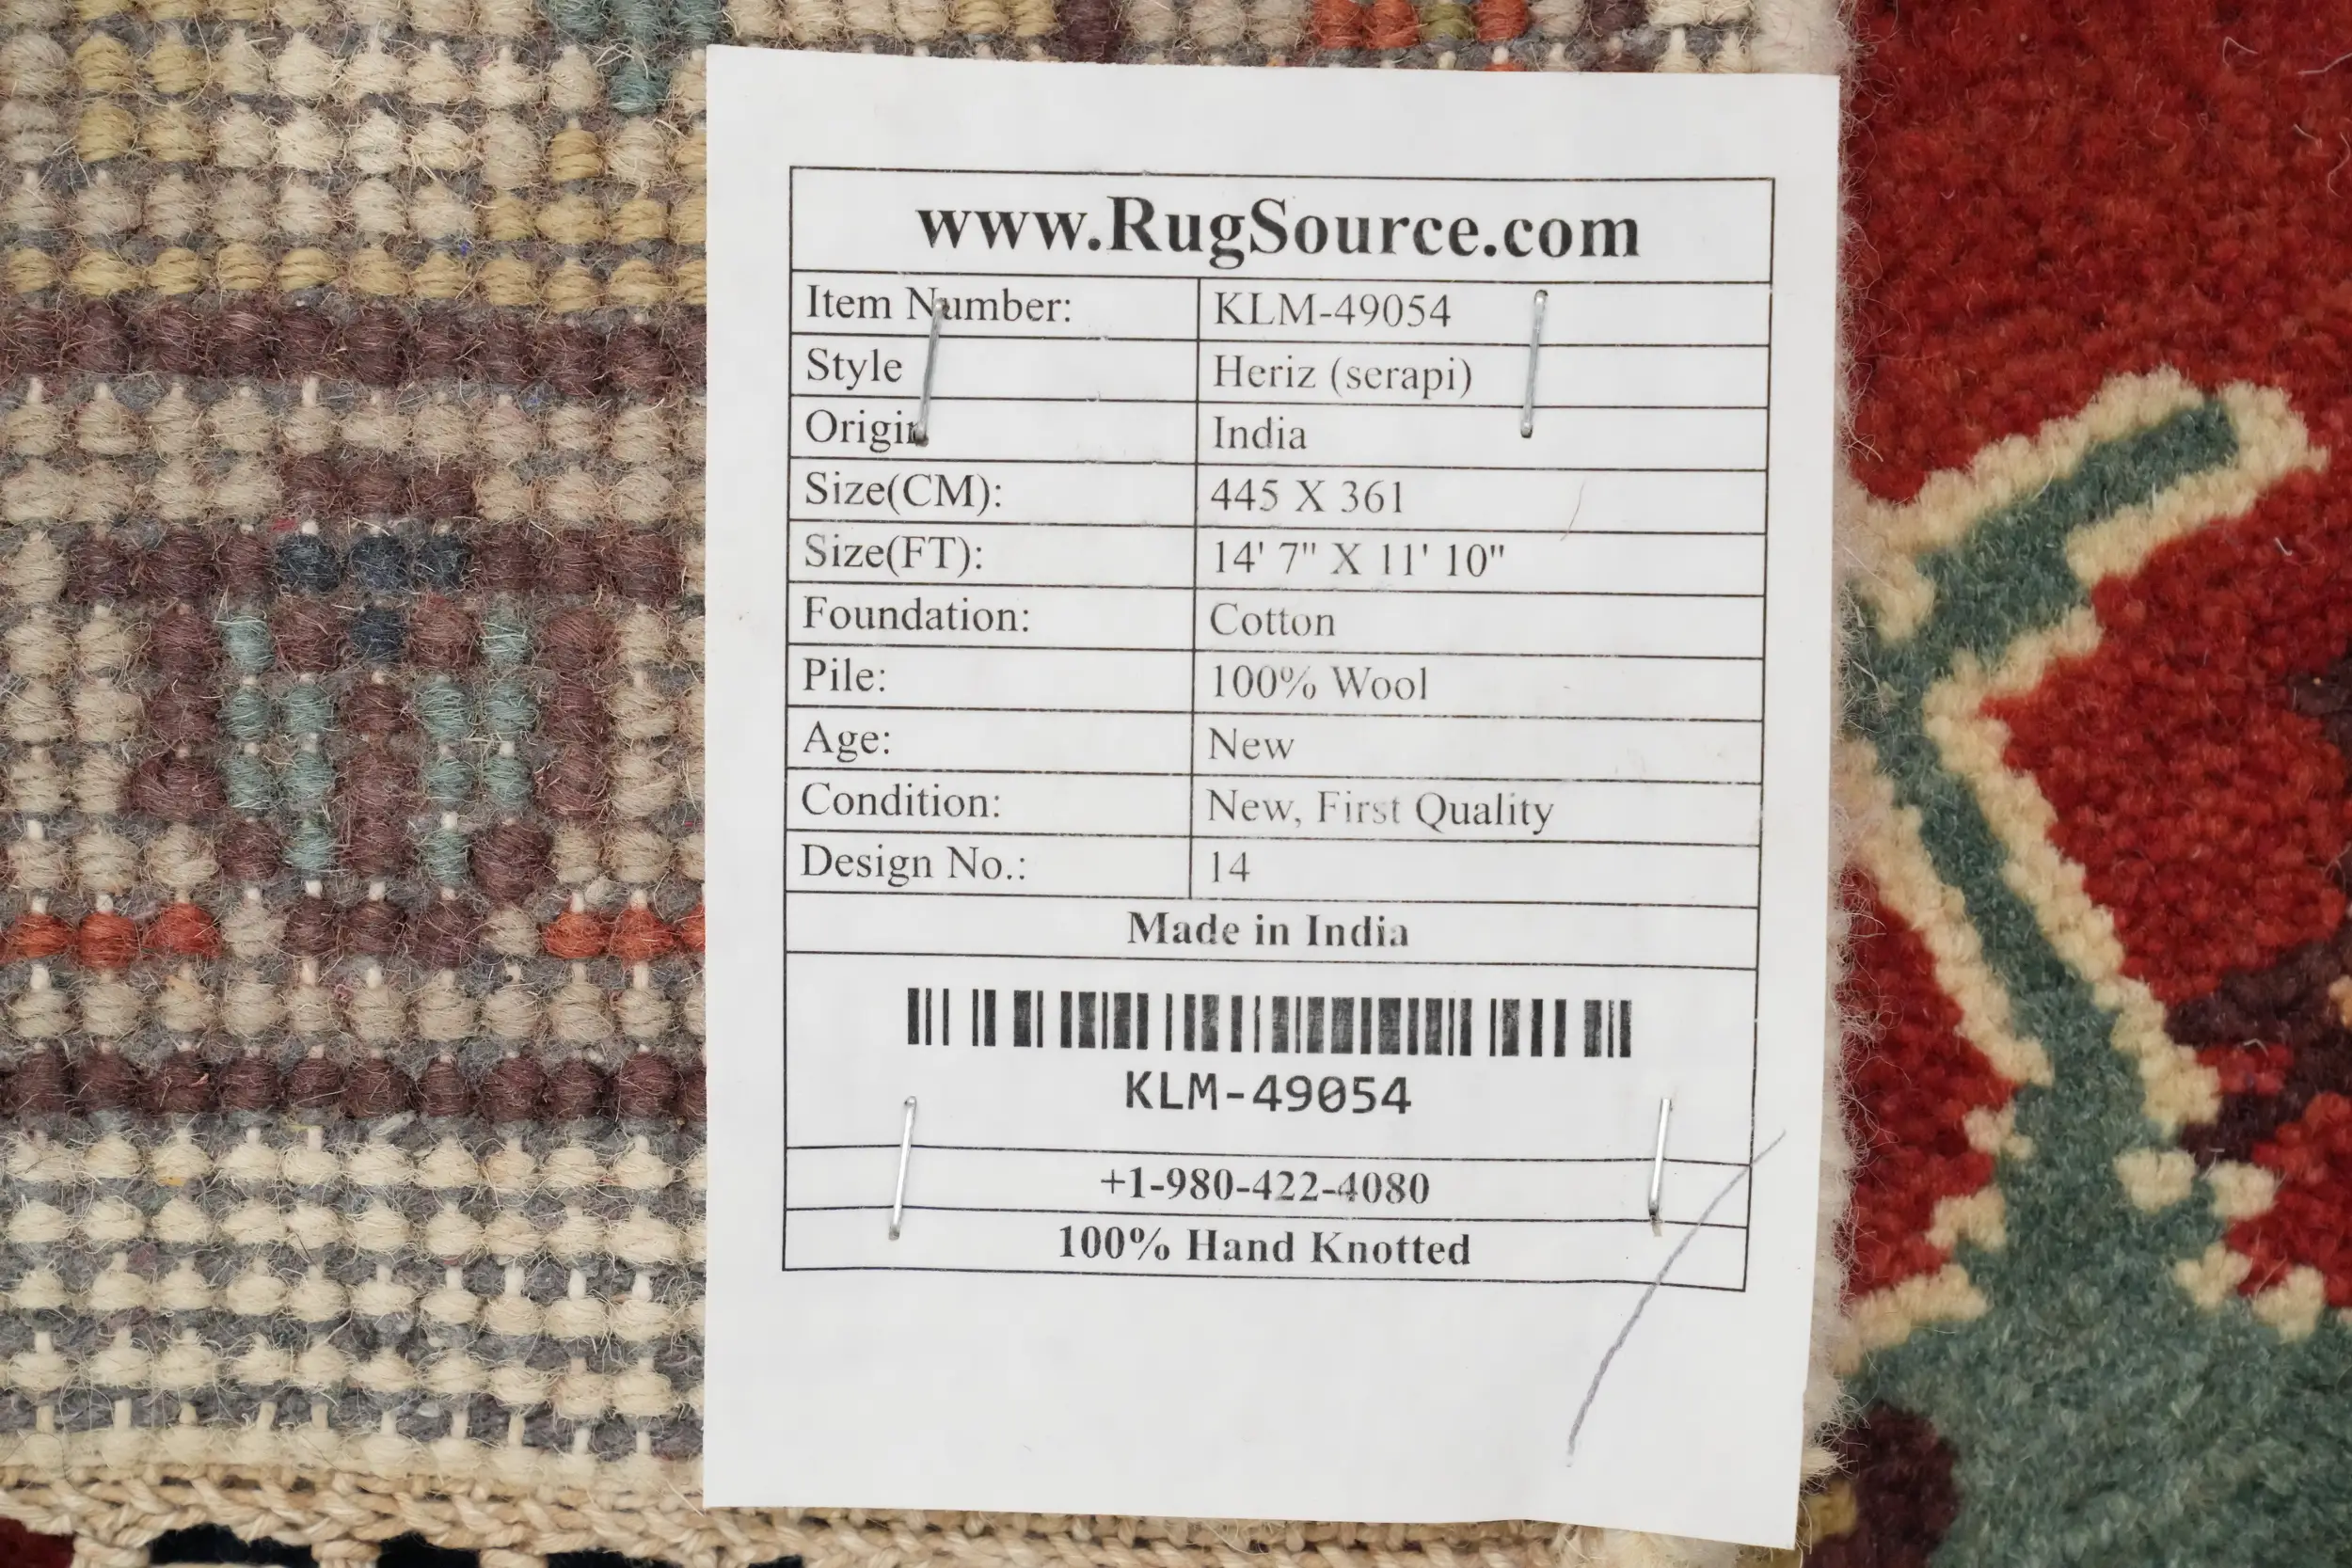 www.RugSource.com
Item Number: KLM-49054
Style Heriz (serapi)
Origin India
Size(CM): 445 X 361
Size(FT): 14' 7" X 11' 10"
Foundation: Cotton
Pile: 100% Wool
Age: New
Condition: New, First Quality
Design No.: 14
Made in India
KLM-49054
+1-980-422-4080
100% Hand Knotted